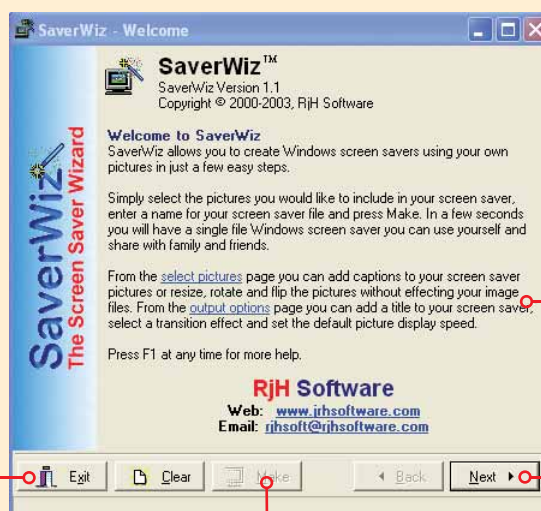 SaverWiz - Welcome
SaverWiz™
SaverWiz Version 1.1
Copyright © 2000-2003, RjH Software
SaverWiz
The Screen Saver Wizard
Welcome to SaverWiz
SaverWiz allows you to create Windows screen savers using your own
pictures in just a few easy steps.
Simply select the pictures you would like to include in your screen saver,
enter a name for your screen saver file and press Make. In a few seconds
you will have a single file Windows screen saver you can use yourself and
share with family and friends.
From the select pictures page you can add captions to your screen saver
pictures or resize, rotate and flip the pictures without effecting your image
files. From the output options page you can add a title to your screen saver,
select a transition effect and set the default picture display speed.
Press F1 at any time for more help.
RjH Software
Web: www.jrhsoftware.com
Email: rjhsoft@rjhsoftware.com
Exit Clear Make Back Next